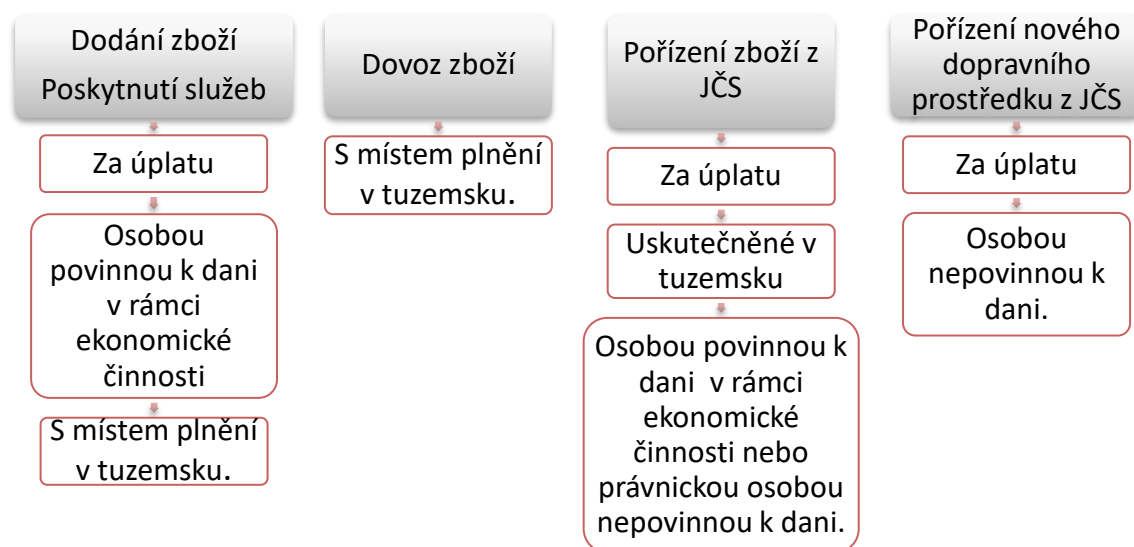 Dodání zboží
Poskytnutí služeb
Za úplatu
Osobou
povinnou k dani
v rámci
ekonomické
činnosti
S místem plnění
v tuzemsku.
Dovoz zboží
S místem plnění
v tuzemsku.
Pořízení zboží z
JČS
Za úplatu
Uskutečněné v
tuzemsku
Osobou povinnou k
dani v rámci
ekonomické
činnosti nebo
právnickou osobou
nepovinnou k dani.
Pořízení nového
dopravního
prostředku z JČS
Za úplatu
Osobou
nepovinnou k
dani.